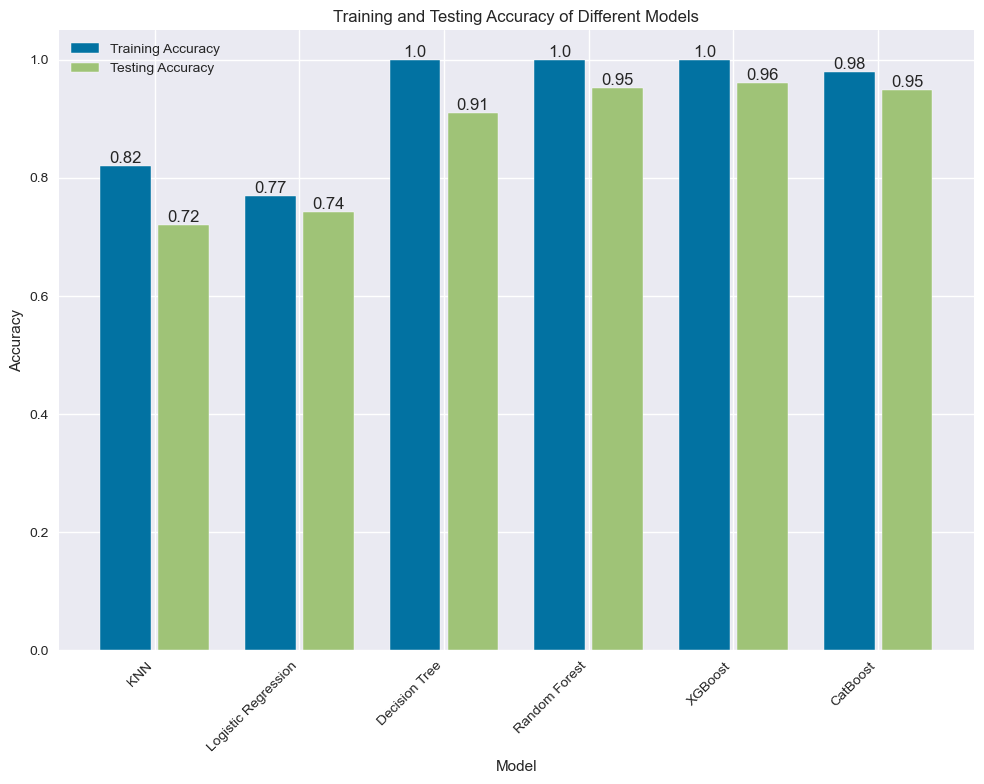 Training and Testing Accuracy of Different Models
Training Accuracy
Testing Accuracy
1.0
0.8
0.6
0.4
0.2
0.0
Accuracy
0.82
0.72
0.77
0.74
1.0
0.91
1.0
0.95
1.0
0.96
0.98
0.95
KNN
Logistic Regression
Decision Tree
Random Forest
XGBoost
CatBoost
Model